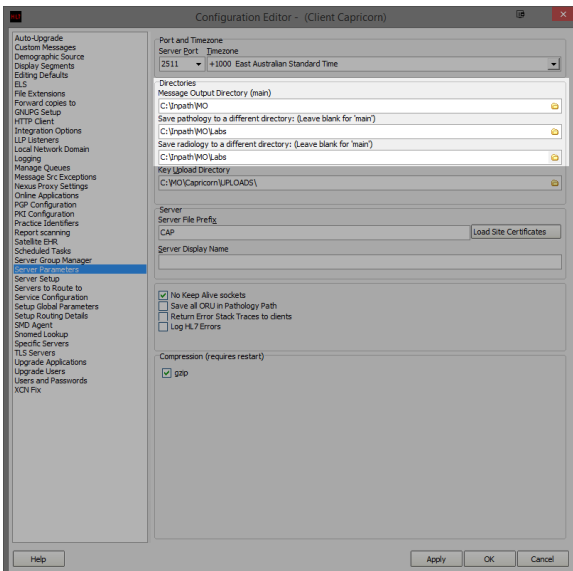 Configuration Editor - (Client Capricorn)
Auto-Upgrade
Custom Messages
Demographic Source
Display Segments
Editing Defaults
ELS
File Extensions
Forward copies to
GNUPG Setup
HTTP Client
Integration Options
LLP Listeners
Local Network Domain
Logging
Manage Queues
Message Src Exceptions
Nexus Proxy Settings
Online Applications
PGP Configuration
PKI Configuration
Practice Identifiers
Report scanning
Satellite EHR
Scheduled Tasks
Server Group Manager
Server Parameters
Server Setup
Servers to Route to
Service Configuration
Setup Global Parameters
Setup Routing Details
SMD Agent
Snomed Lookup
Specific Servers
TLS Servers
Upgrade Applications
Upgrade Users
Users and Passwords
XCN Fix
Port and Timezone
Server Port Timezone
2511 +1000 East Australian Standard Time
Directories
Message Output Directory (main)
C:\Inpath\MO
Save pathology to a different directory: (Leave blank for 'main')
C:\Inpath\MO\Labs
Save radiology to a different directory: (Leave blank for 'main')
C:\Inpath\MO\Labs
Key Upload Directory
C:\MO\Capricorn\UPLOADS\
Server
Server File Prefix
CAP Load Site Certificates
Server Display Name
No Keep Alive sockets
Save all ORU in Pathology Path
Return Error Stack Traces to clients
Log HL7 Errors
Compression (requires restart)
gzip
Help Apply OK Cancel